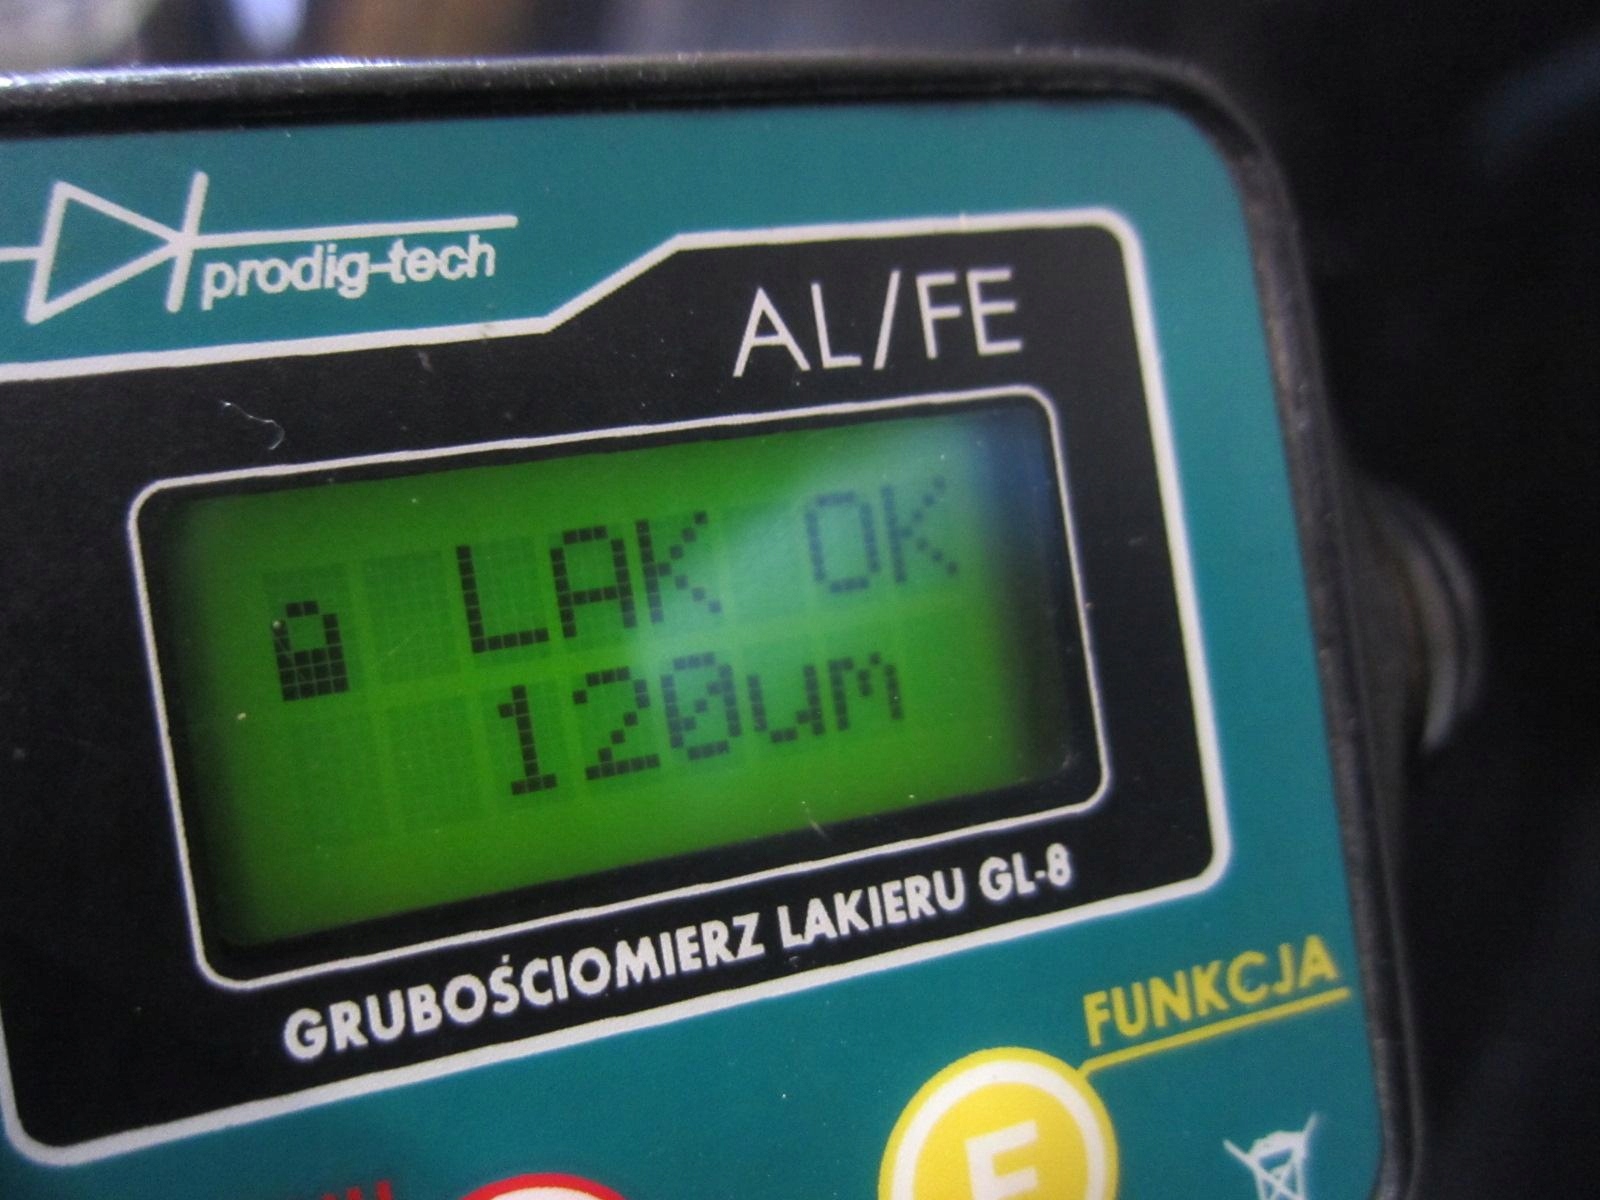 prodig-tech
AL/FE
LAK OK
120um
GRUBOŚCIOMIERZ LAKIERU GL-8
FUNKCJA
F